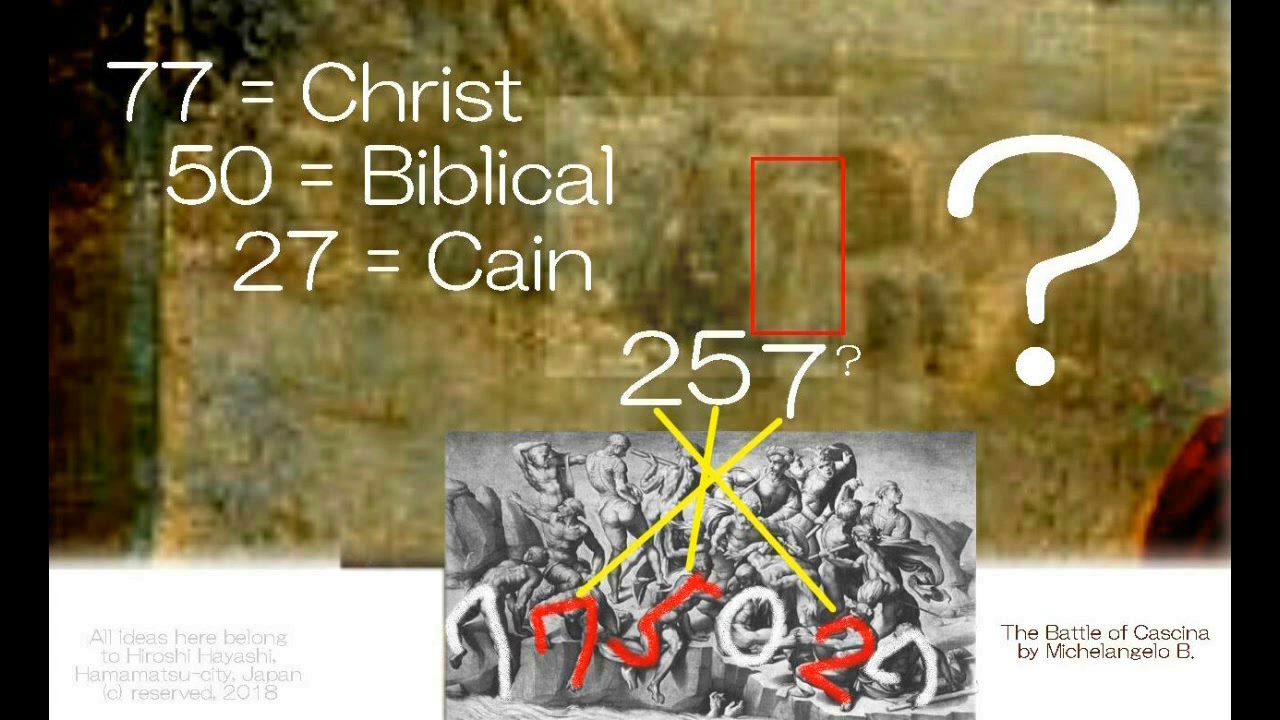 77 = Christ
50 = Biblical
27 = Cain
?
257?
775027
The Battle of Cascina
by Michelangelo B.
All ideas here belong
to Hiroshi Hayashi,
Hamamatsu-city, Japan
(c) reserved, 2018